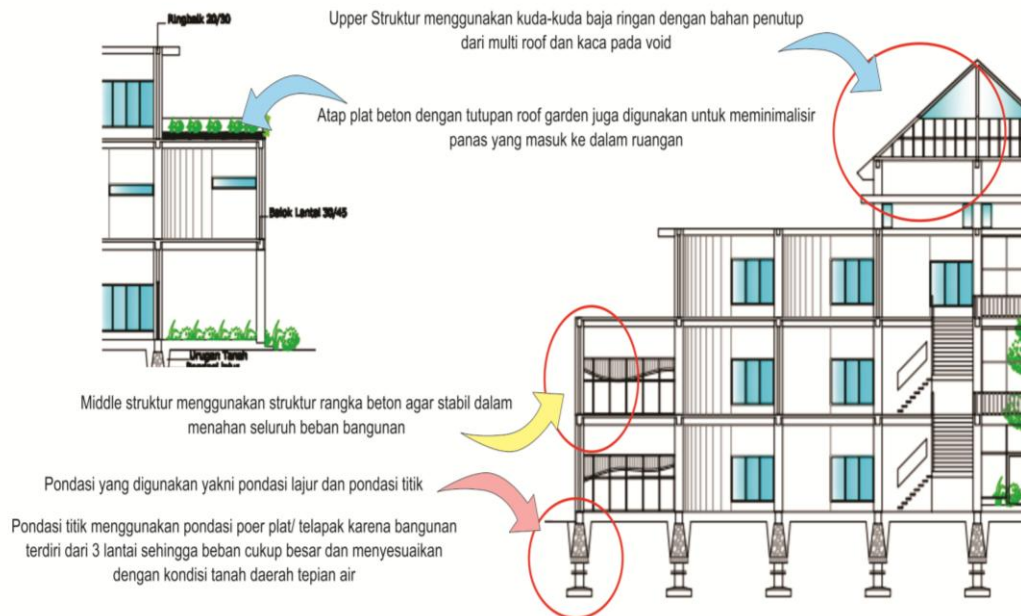 Ringbalk 20/30
Upper Struktur menggunakan kuda-kuda baja ringan dengan bahan penutup
dari multi roof dan kaca pada void
Atap plat beton dengan tutupan roof garden juga digunakan untuk meminimalisir
panas yang masuk ke dalam ruangan
Balok Lantai 30/45
Urugan Tanah
Middle struktur menggunakan struktur rangka beton agar stabil dalam
menahan seluruh beban bangunan
Pondasi yang digunakan yakni pondasi lajur dan pondasi titik
Pondasi titik menggunakan pondasi poer plat/ telapak karena bangunan
terdiri dari 3 lantai sehingga beban cukup besar dan menyesuaikan
dengan kondisi tanah daerah tepian air